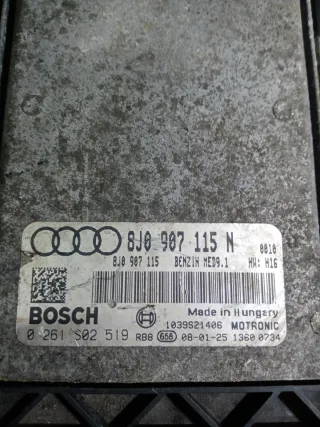 8J0 907 115 N 0010
8J0 907 115 BENZIN MED9.1 HW: H16
BOSCH Made in Hungary
1039S21406 MOTRONIC
0 261 S02 519 RBB 656 08-01-25 1360 0734